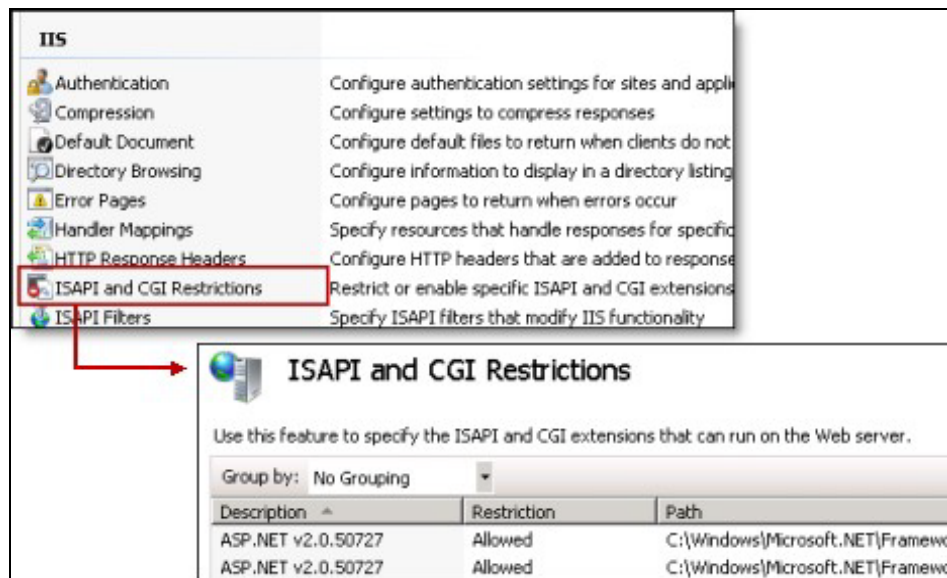 IIS
Authentication Configure authentication settings for sites and appli
Compression Configure settings to compress responses
Default Document Configure default files to return when clients do not
Directory Browsing Configure information to display in a directory listing
Error Pages Configure pages to return when errors occur
Handler Mappings Specify resources that handle responses for specific
HTTP Response Headers Configure HTTP headers that are added to response
ISAPI and CGI Restrictions Restrict or enable specific ISAPI and CGI extensions
ISAPI Filters Specify ISAPI filters that modify IIS functionality
ISAPI and CGI Restrictions
Use this feature to specify the ISAPI and CGI extensions that can run on the Web server.
Group by: No Grouping
Description Restriction Path
ASP.NET v2.0.50727 Allowed C:\Windows\Microsoft.NET\Framewo
ASP.NET v2.0.50727 Allowed C:\Windows\Microsoft.NET\Framewo